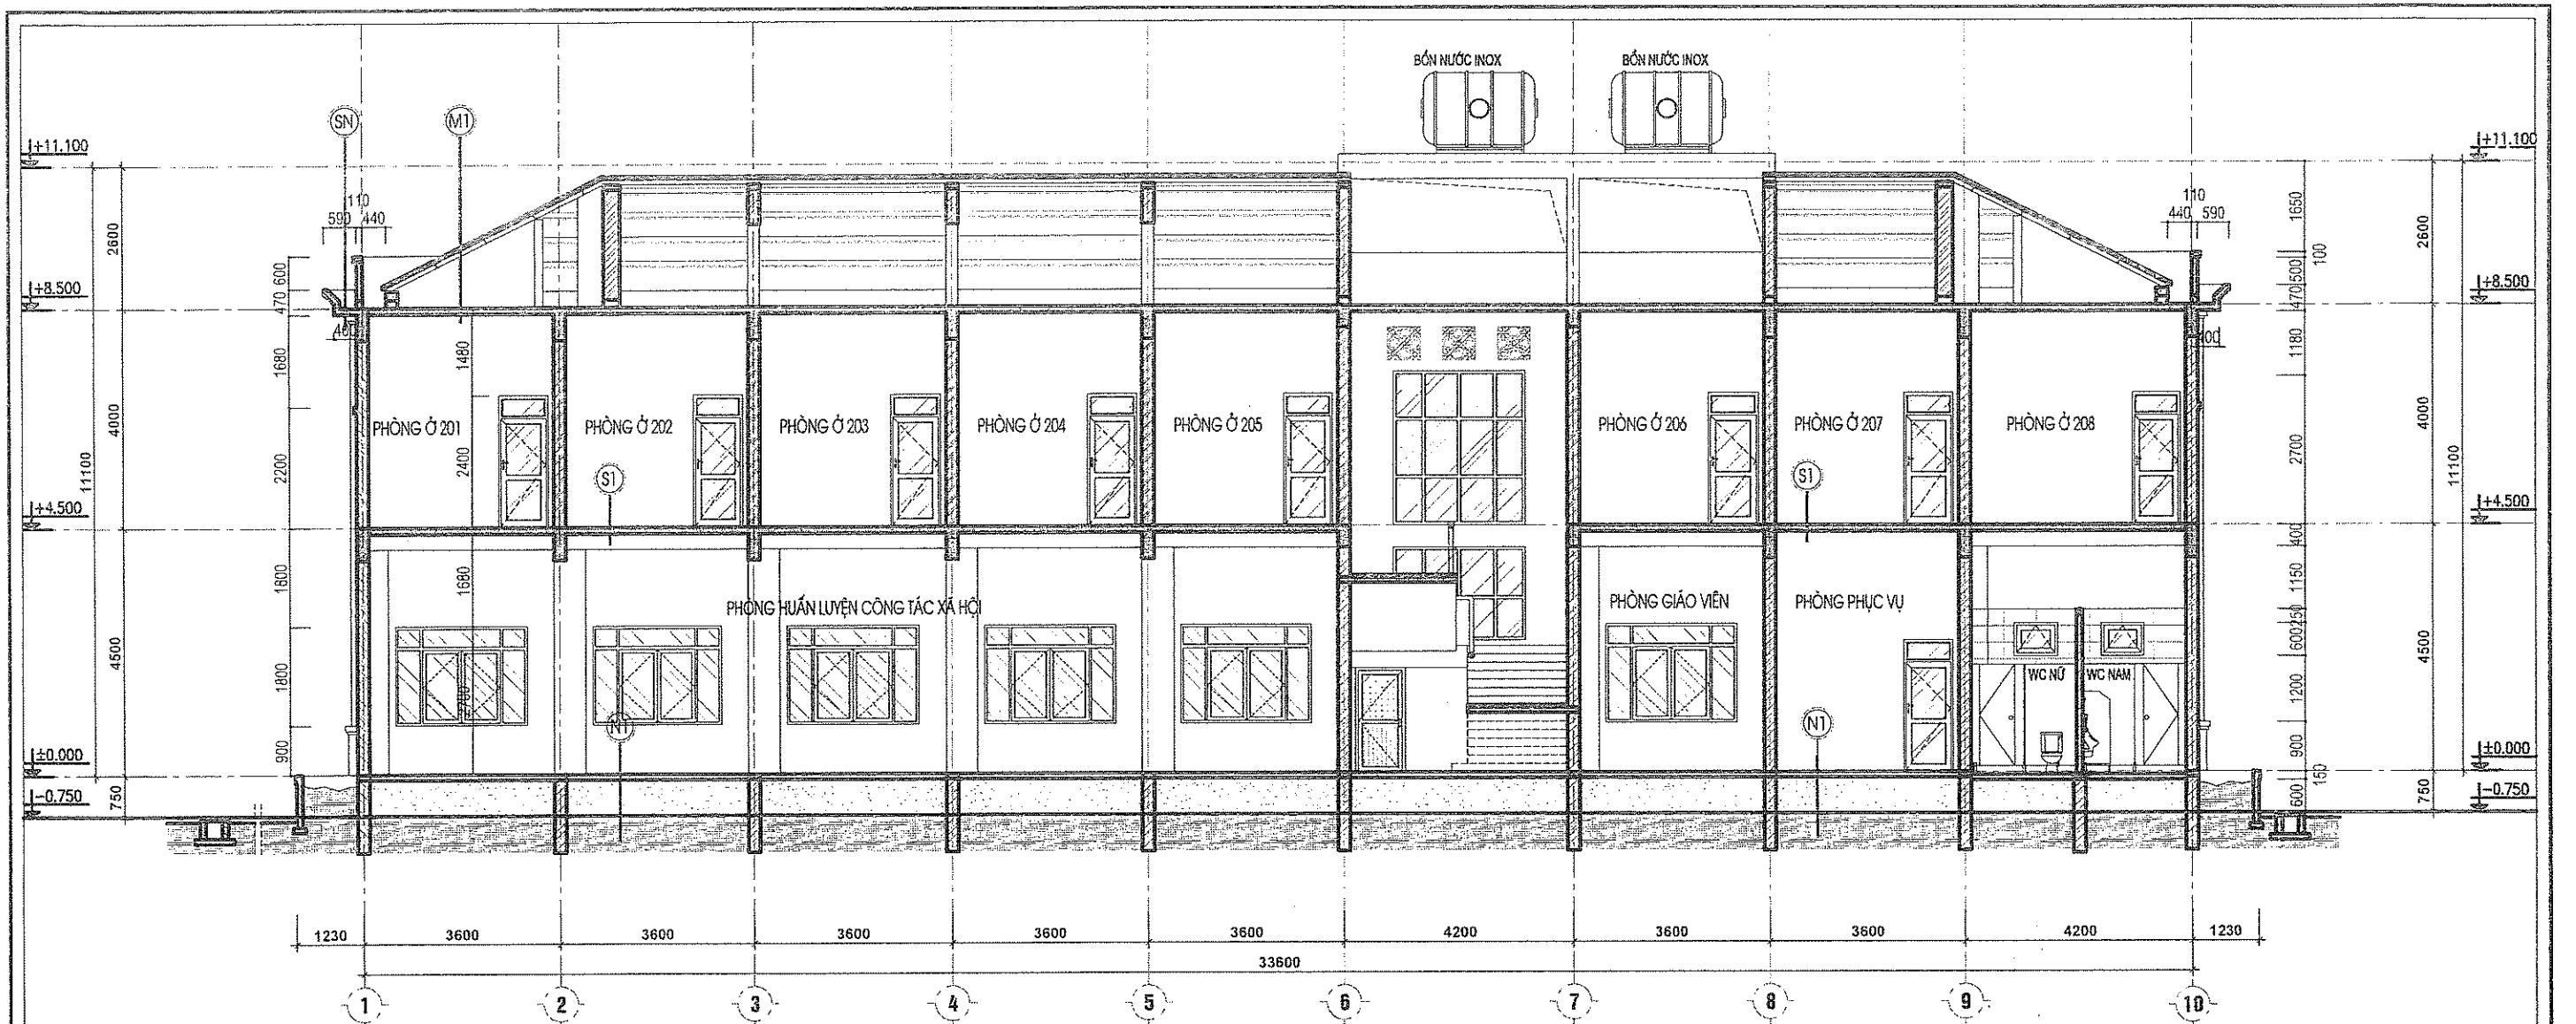 BỒN NƯỚC INOX BỒN NƯỚC INOX
SN M1
+11.100 +11.100
110 110
590 440 440 590
1650
2600 2600
100
600 600
470 470
+8.500 +8.500
400
1680 1480 1180
PHÒNG Ở 201 PHÒNG Ở 202 PHÒNG Ở 203 PHÒNG Ở 204 PHÒNG Ở 205 PHÒNG Ở 206 PHÒNG Ở 207 PHÒNG Ở 208
4000 4000
11100 2200 2400 S1 S1 2700 11100
+4.500 +4.500
400
1800 1680 1150
PHÒNG HUẤN LUYỆN CÔNG TÁC XÃ HỘI PHÒNG GIÁO VIÊN PHÒNG PHỤC VỤ
250
600
4500 4500
1800 WC NỮ WC NAM 1200
N1 N1
900 900
±0.000 ±0.000
150
-0.750 -0.750
750 600 750
1230 3600 3600 3600 3600 3600 4200 3600 3600 4200 1230
33600
1 2 3 4 5 6 7 8 9 10